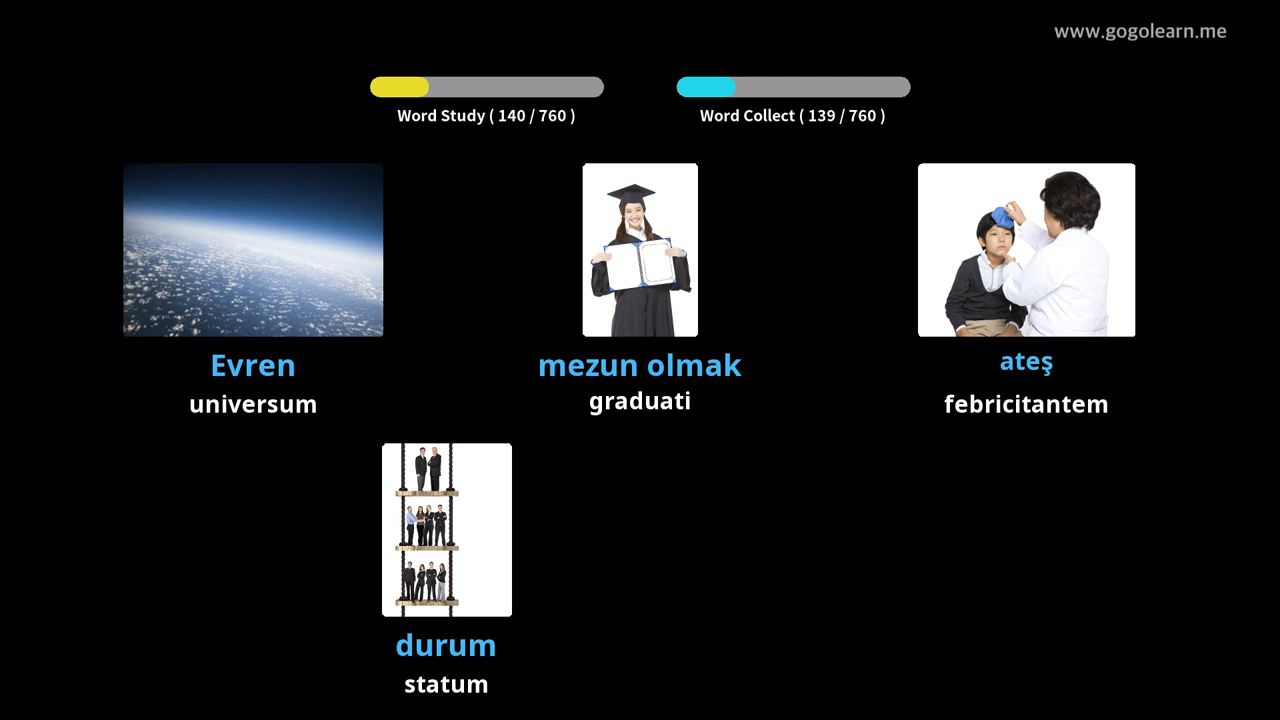 www.gogolearn.me
Word Study ( 140 / 760 )
Word Collect ( 139 / 760 )
Evren
universum
mezun olmak
graduati
ateş
febricitantem
durum
statum